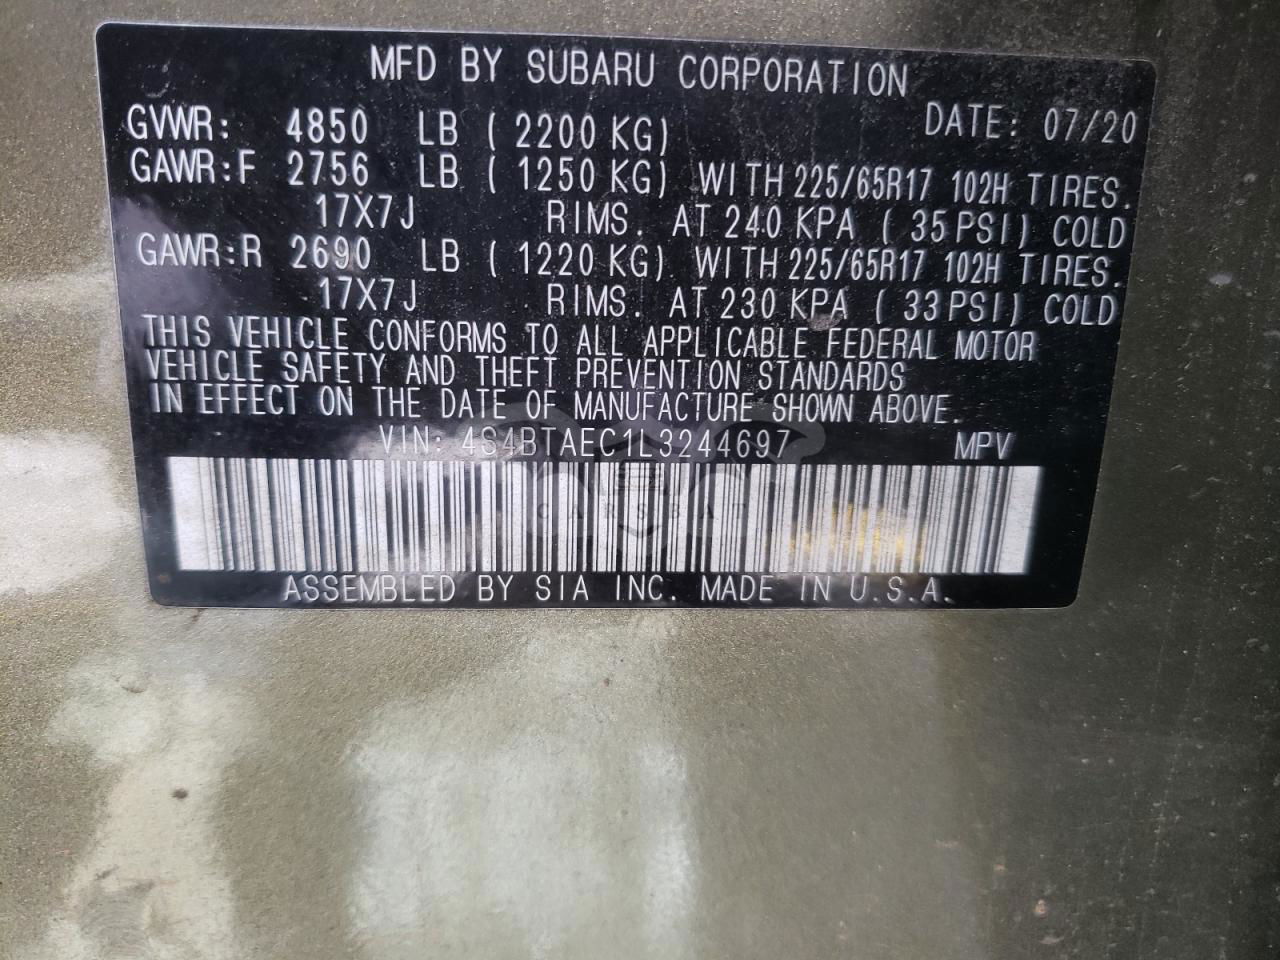 MFD BY SUBARU CORPORATION
GVWR: 4850 LB ( 2200 KG) DATE: 07/20
GAWR:F 2756 LB ( 1250 KG) WITH 225/65R17 102H TIRES.
17X7J RIMS. AT 240 KPA ( 35 PSI) COLD
GAWR:R 2690 LB ( 1220 KG) WITH 225/65R17 102H TIRES.
17X7J RIMS. AT 230 KPA ( 33 PSI) COLD
THIS VEHICLE CONFORMS TO ALL APPLICABLE FEDERAL MOTOR
VEHICLE SAFETY AND THEFT PREVENTION STANDARDS
IN EFFECT ON THE DATE OF MANUFACTURE SHOWN ABOVE.
VIN: 4S4BTAEC1L3244697 MPV
CARSBAT
ASSEMBLED BY SIA INC. MADE IN U.S.A.